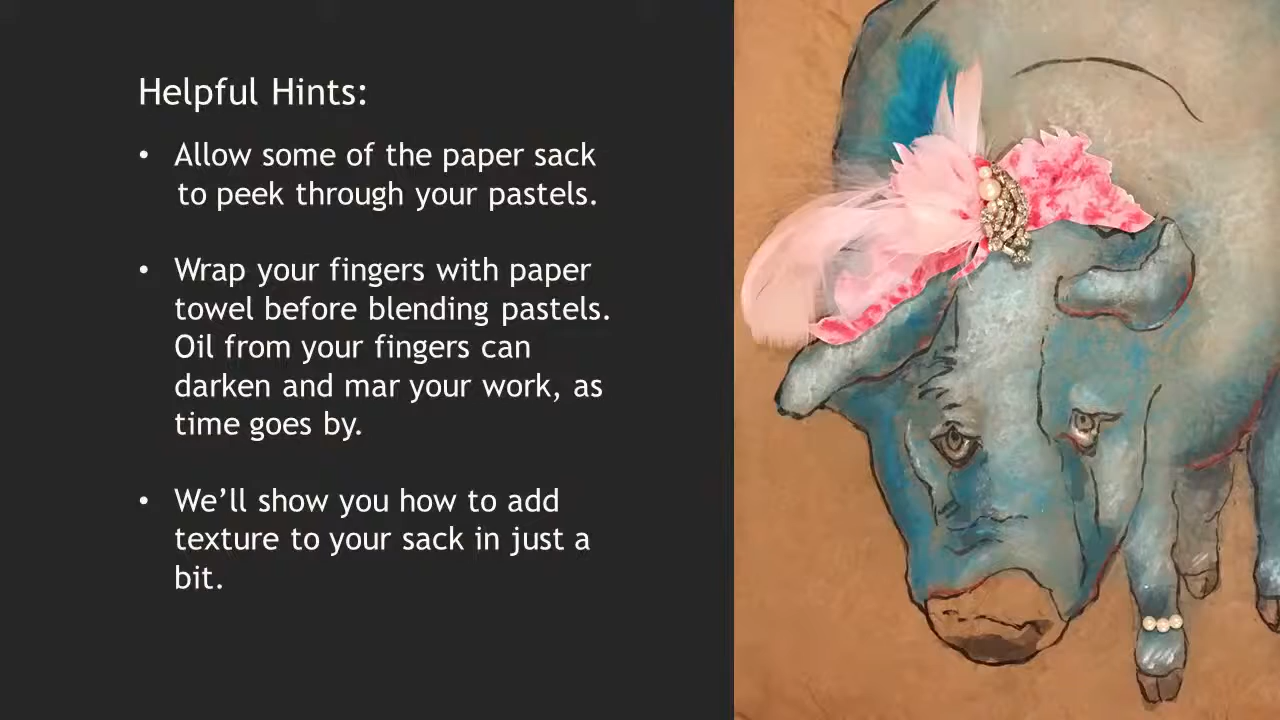 Helpful Hints:
• Allow some of the paper sack
to peek through your pastels.
• Wrap your fingers with paper
towel before blending pastels.
Oil from your fingers can
darken and mar your work, as
time goes by.
• We’ll show you how to add
texture to your sack in just a
bit.